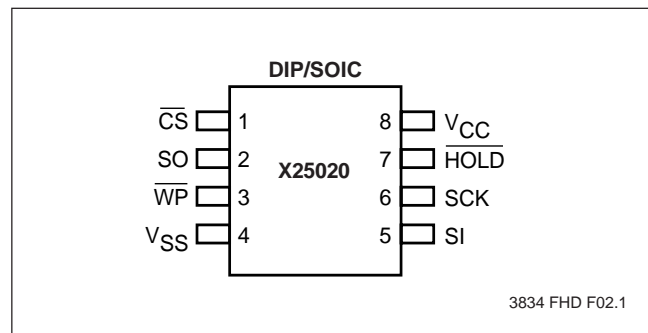 DIP/SOIC
CS 1 8 VCC
SO 2 7 HOLD
WP 3 X25020 6 SCK
VSS 4 5 SI
3834 FHD F02.1